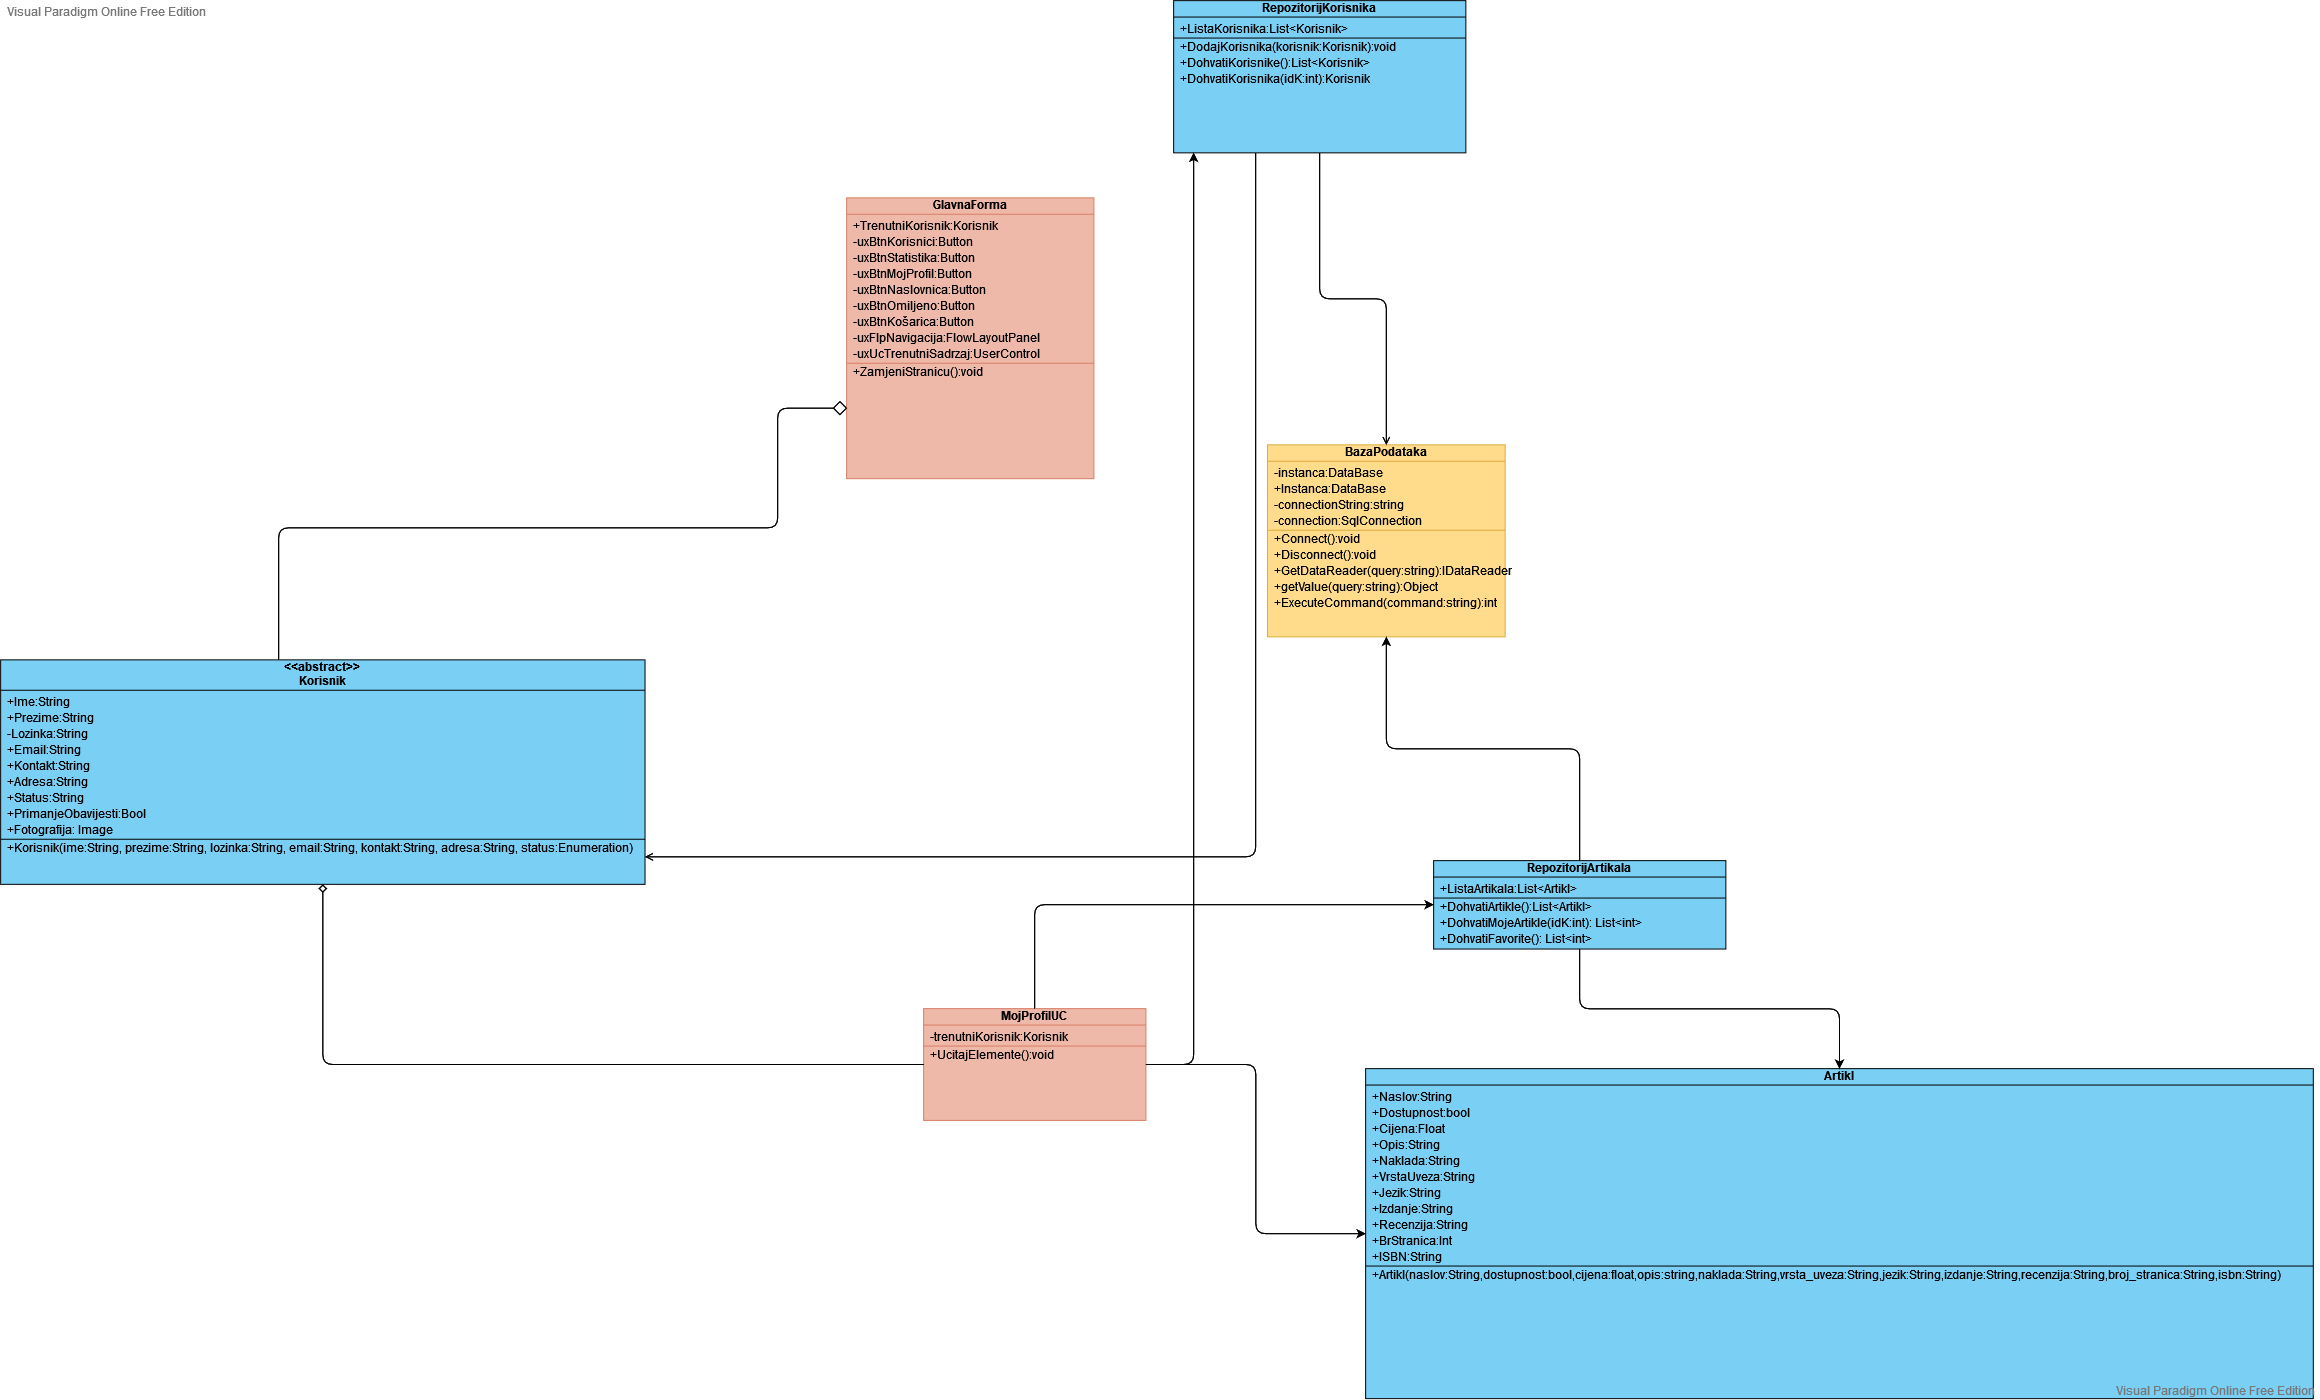 Visual Paradigm Online Free Edition
RepozitorijKorisnika
+ListaKorisnika:List<Korisnik>
+DodajKorisnika(korisnik:Korisnik):void
+DohvatiKorisnike():List<Korisnik>
+DohvatiKorisnika(idK:int):Korisnik
GlavnaForma
+TrenutniKorisnik:Korisnik
-uxBtnKorisnici:Button
-uxBtnStatistika:Button
-uxBtnMojProfil:Button
-uxBtnNaslovnica:Button
-uxBtnOmiljeno:Button
-uxBtnKošarica:Button
-uxFlpNavigacija:FlowLayoutPanel
-uxUcTrenutniSadrzaj:UserControl
+ZamjeniStranicu():void
BazaPodataka
-instanca:DataBase
+Instanca:DataBase
-connectionString:string
-connection:SqlConnection
+Connect():void
+Disconnect():void
+GetDataReader(query:string):IDataReader
+getValue(query:string):Object
+ExecuteCommand(command:string):int
<<abstract>>
Korisnik
+Ime:String
+Prezime:String
-Lozinka:String
+Email:String
+Kontakt:String
+Adresa:String
+Status:String
+PrimanjeObavijesti:Bool
+Fotografija: Image
+Korisnik(ime:String, prezime:String, lozinka:String, email:String, kontakt:String, adresa:String, status:Enumeration)
RepozitorijArtikala
+ListaArtikala:List<Artikl>
+DohvatiArtikle():List<Artikl>
+DohvatiMojeArtikle(idK:int): List<int>
+DohvatiFavorite(): List<int>
MojProfilUC
-trenutniKorisnik:Korisnik
+UcitajElemente():void
Artikl
+Naslov:String
+Dostupnost:bool
+Cijena:Float
+Opis:String
+Naklada:String
+VrstaUveza:String
+Jezik:String
+Izdanje:String
+Recenzija:String
+BrStranica:Int
+ISBN:String
+Artikl(naslov:String,dostupnost:bool,cijena:float,opis:string,naklada:String,vrsta_uveza:String,jezik:String,izdanje:String,recenzija:String,broj_stranica:String,isbn:String)
Visual Paradigm Online Free Edition